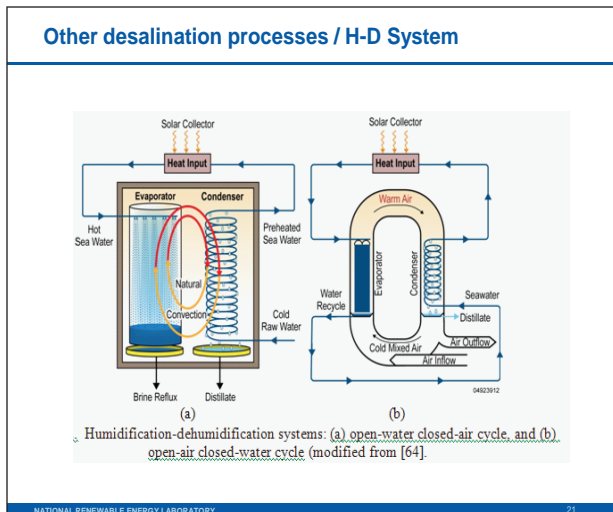 Other desalination processes / H-D System
Solar Collector
Heat Input
Evaporator
Condenser
Hot
Sea Water
Preheated
Sea Water
Natural
Convection
Cold
Raw Water
Brine Reflux
Distillate
(a)
Solar Collector
Heat Input
Warm Air
Evaporator
Condenser
Water
Recycle
Seawater
Distillate
Cold Mixed Air
Air Outflow
Air Inflow
04923912
(b)
. Humidification-dehumidification systems: (a) open-water closed-air cycle, and (b)
open-air closed-water cycle (modified from [64].
NATIONAL RENEWABLE ENERGY LABORATORY
21